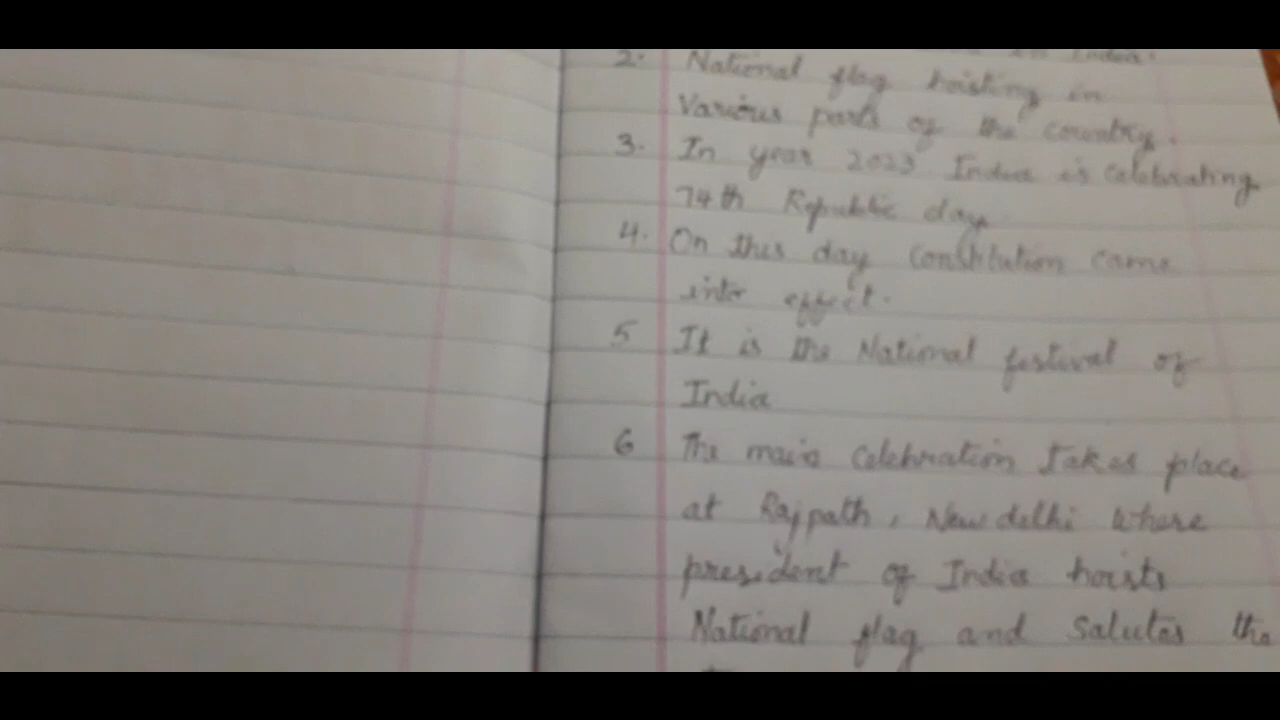 India.
2. National flag hoisting in
Various parts of the country.
3. In year 2023 India is celebrating
74th Republic day
4. On this day Constitution came
into effect.
5 It is the National festival of
India
6 The main celebration takes place
at Rajpath, New delhi where
president of India hoists
National flag and salutes the